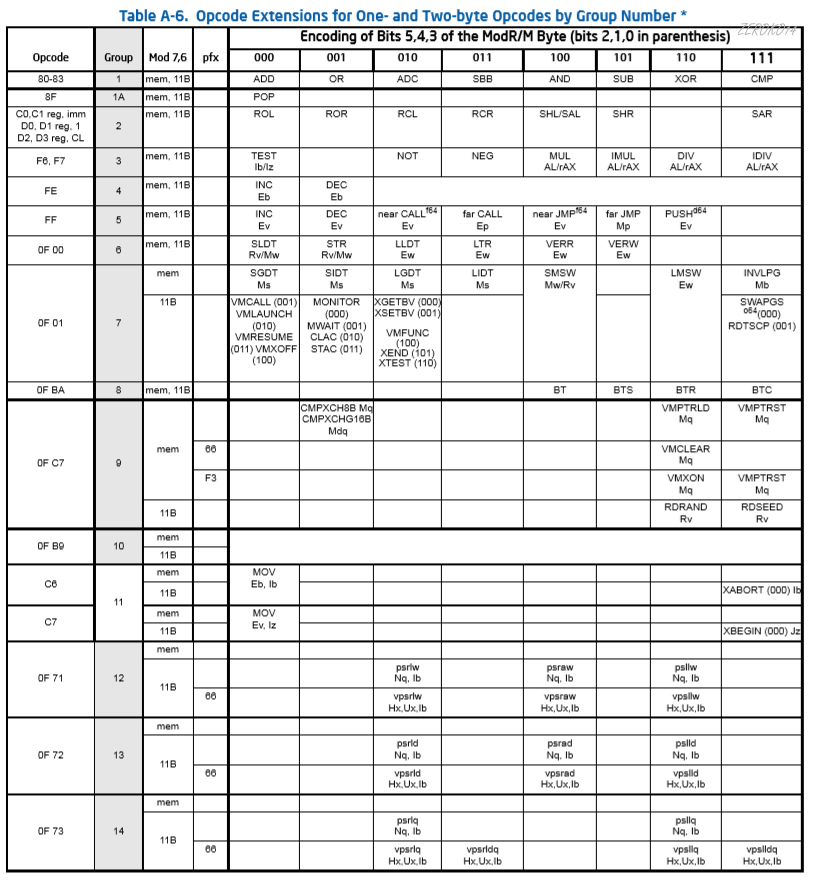 Table A-6. Opcode Extensions for One- and Two-byte Opcodes by Group Number *
ZEROKO14
Encoding of Bits 5,4,3 of the ModR/M Byte (bits 2,1,0 in parenthesis)
Opcode Group Mod 7,6 pfx 000 001 010 011 100 101 110 111
80-83 1 mem, 11B ADD OR ADC SBB AND SUB XOR CMP
8F 1A mem, 11B POP
C0,C1 reg, imm mem, 11B ROL ROR RCL RCR SHL/SAL SHR SAR
D0, D1 reg, 1 2
D2, D3 reg, CL
F6, F7 3 mem, 11B TEST NOT NEG MUL IMUL DIV IDIV
Ib/Iz AL/rAX AL/rAX AL/rAX AL/rAX
FE 4 mem, 11B INC DEC
Eb Eb
FF 5 mem, 11B INC DEC near CALLf64 far CALL near JMPf64 far JMP PUSHd64
Ev Ev Ev Ep Ev Mp Ev
0F 00 6 mem, 11B SLDT STR LLDT LTR VERR VERW
Rv/Mw Rv/Mw Ew Ew Ew Ew
0F 01 7 mem SGDT SIDT LGDT LIDT SMSW LMSW INVLPG
Ms Ms Ms Ms Mw/Rv Ew Mb
11B VMCALL (001) MONITOR XGETBV (000) SWAPGS
VMLAUNCH (000) XSETBV (001) o64(000)
(010) MWAIT (001) RDTSCP (001)
VMRESUME CLAC (010) VMFUNC
(011) VMXOFF STAC (011) (100)
(100) XEND (101)
XTEST (110)
0F BA 8 mem, 11B BT BTS BTR BTC
0F C7 9 mem CMPXCH8B Mq VMPTRLD VMPTRST
CMPXCHG16B Mq Mq
Mdq
66 VMCLEAR
Mq
F3 VMXON VMPTRST
Mq Mq
11B RDRAND RDSEED
Rv Rv
0F B9 10 mem
11B
C6 11 mem MOV
Eb, Ib
11B XABORT (000) Ib
C7 mem MOV
Ev, Iz
11B XBEGIN (000) Jz
0F 71 12 mem
11B psrlw psraw psllw
Nq, Ib Nq, Ib Nq, Ib
66 vpsrlw vpsraw vpsllw
Hx,Ux,Ib Hx,Ux,Ib Hx,Ux,Ib
0F 72 13 mem
11B psrld psrad pslld
Nq, Ib Nq, Ib Nq, Ib
66 vpsrld vpsrad vpslld
Hx,Ux,Ib Hx,Ux,Ib Hx,Ux,Ib
0F 73 14 mem
11B psrlq psllq
Nq, Ib Nq, Ib
66 vpsrlq vpsrldq vpsllq vpslldq
Hx,Ux,Ib Hx,Ux,Ib Hx,Ux,Ib Hx,Ux,Ib